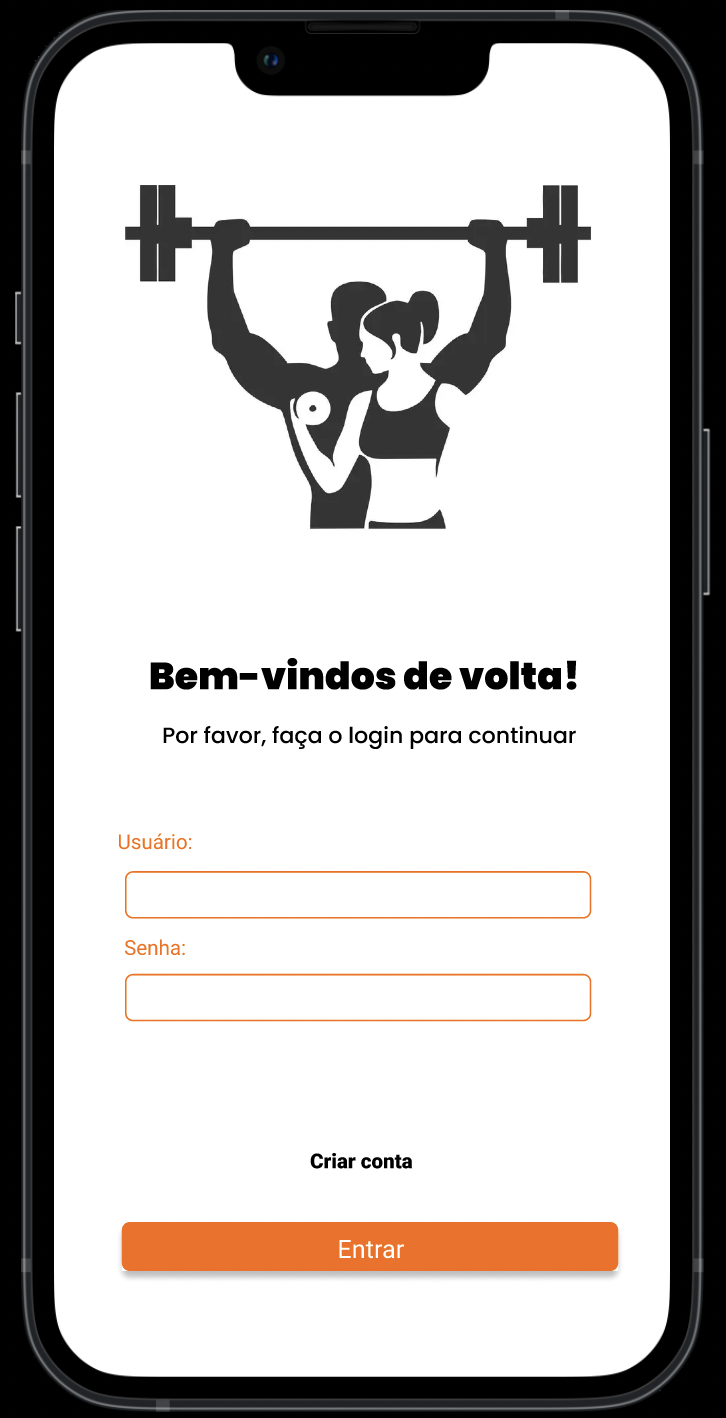 Bem-vindos de volta!
Por favor, faça o login para continuar
Usuário:
Senha:
Criar conta
Entrar